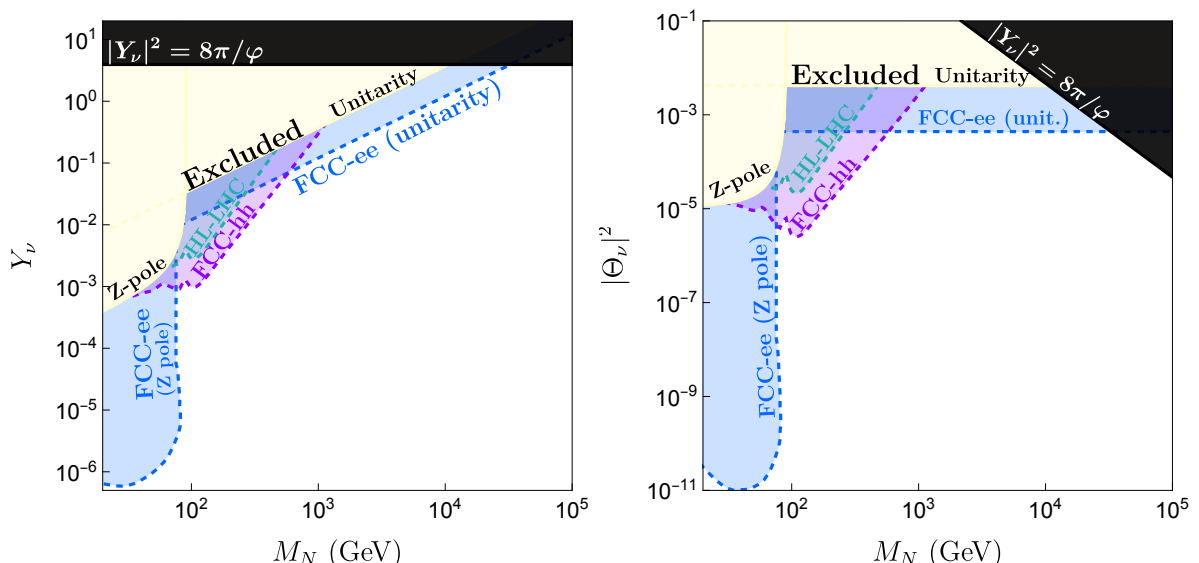 |Y_ν|² = 8π/φ
Excluded
Unitarity
FCC-ee (unitarity)
HL-LHC
FCC-hh
Z-pole
FCC-ee
(Z pole)
10¹
10⁰
10⁻¹
10⁻²
10⁻³
10⁻⁴
10⁻⁵
10⁻⁶
Y_ν
10² 10³ 10⁴ 10⁵
M_N (GeV)
|Y_ν|² = 8π/φ
Excluded Unitarity
FCC-ee (unit.)
HL-LHC
FCC-hh
Z-pole
FCC-ee (Z pole)
10⁻¹
10⁻³
10⁻⁵
10⁻⁷
10⁻⁹
10⁻¹¹
|Θ_ν|²
10² 10³ 10⁴ 10⁵
M_N (GeV)